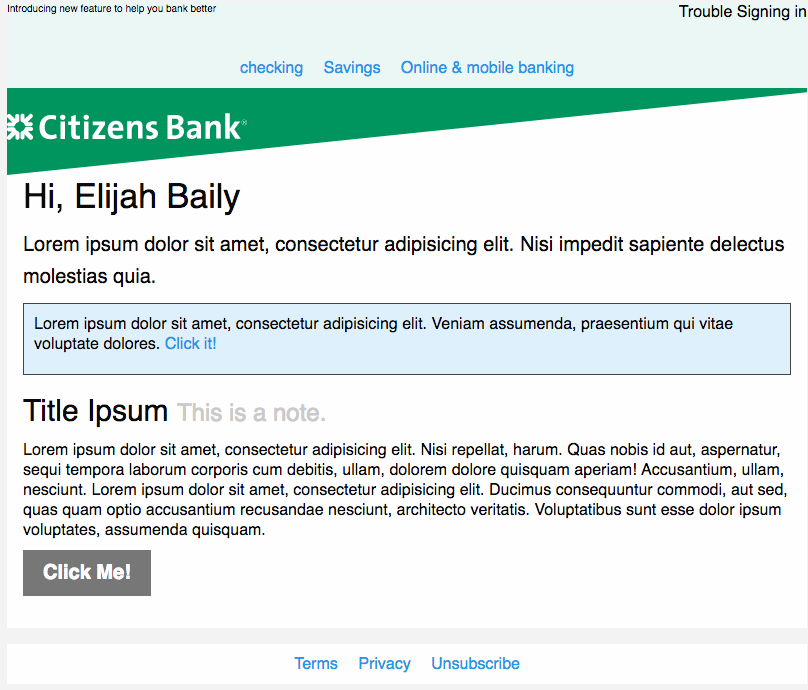 Introducing new feature to help you bank better
Trouble Signing in
checking Savings Online & mobile banking
Citizens Bank®
Hi, Elijah Baily
Lorem ipsum dolor sit amet, consectetur adipisicing elit. Nisi impedit sapiente delectus
molestias quia.
Lorem ipsum dolor sit amet, consectetur adipisicing elit. Veniam assumenda, praesentium qui vitae
voluptate dolores. Click it!
Title Ipsum This is a note.
Lorem ipsum dolor sit amet, consectetur adipisicing elit. Nisi repellat, harum. Quas nobis id aut, aspernatur,
sequi tempora laborum corporis cum debitis, ullam, dolorem dolore quisquam aperiam! Accusantium, ullam,
nesciunt. Lorem ipsum dolor sit amet, consectetur adipisicing elit. Ducimus consequuntur commodi, aut sed,
quas quam optio accusantium recusandae nesciunt, architecto veritatis. Voluptatibus sunt esse dolor ipsum
voluptates, assumenda quisquam.
Click Me!
Terms Privacy Unsubscribe